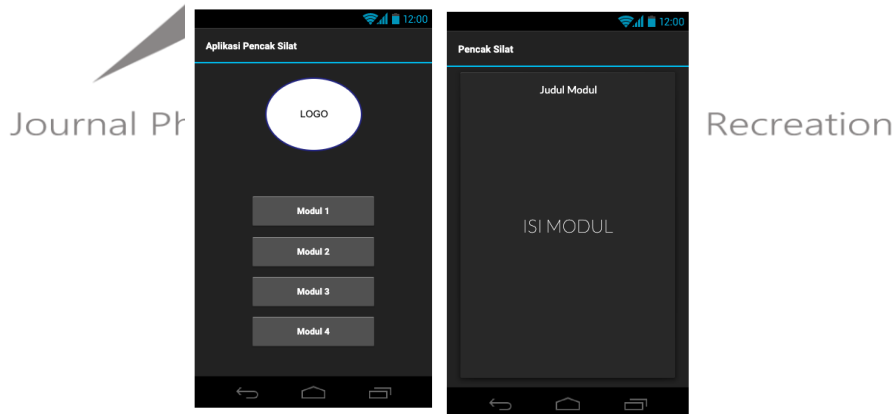 12:00
Aplikasi Pencak Silat
LOGO
Modul 1
Modul 2
Modul 3
Modul 4
12:00
Pencak Silat
Judul Modul
ISI MODUL
Journal
Recreation